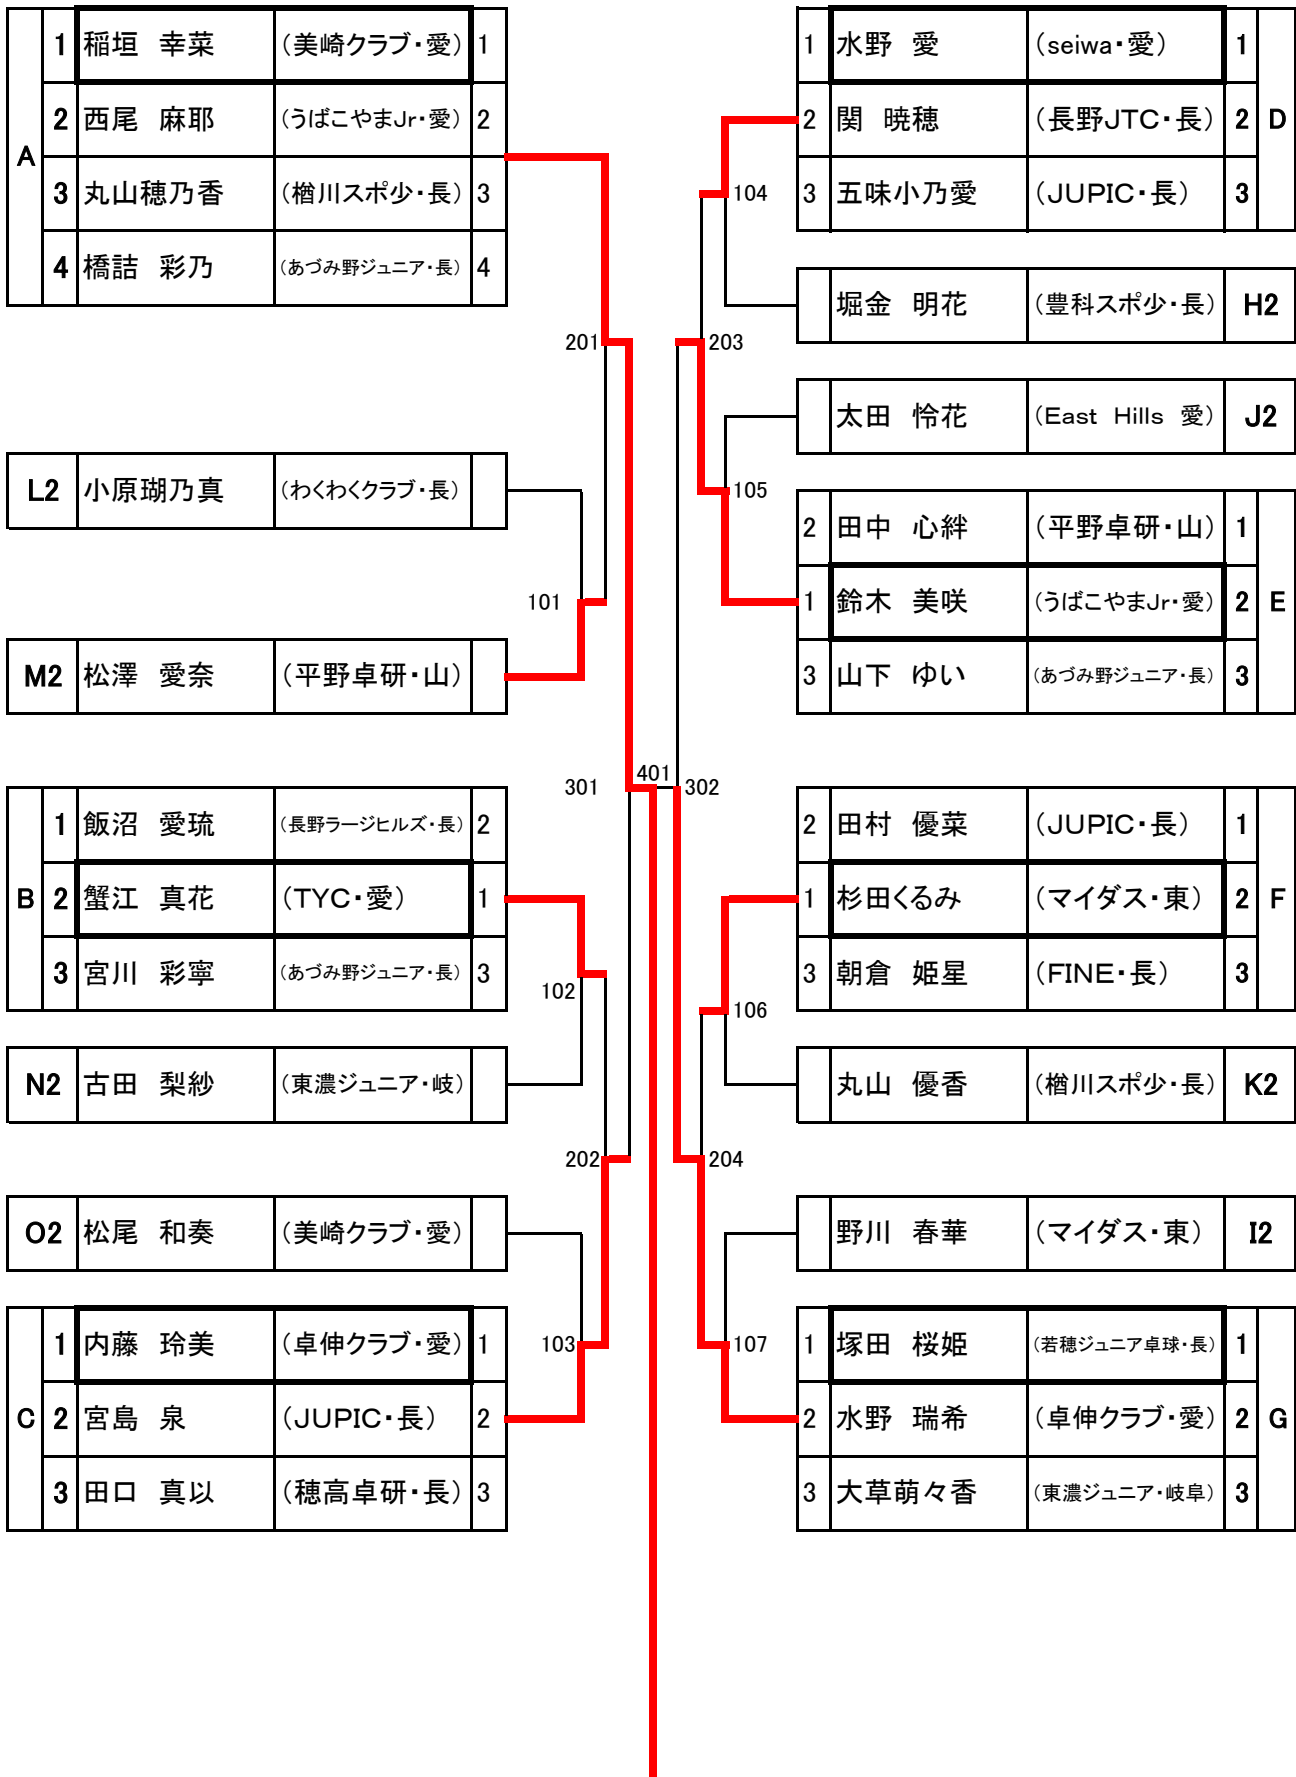 A
1 稲垣　幸菜 (美崎クラブ・愛) 1
2 西尾　麻耶 (うばこやまJr・愛) 2
3 丸山穂乃香 (楢川スポ少・長) 3
4 橋詰　彩乃 (あづみ野ジュニア・長) 4
201
L2 小原瑚乃真 (わくわくクラブ・長)
101
M2 松澤　愛奈 (平野卓研・山)
301
B
1 飯沼　愛琉 (長野ラージヒルズ・長) 2
2 蟹江　真花 (TYC・愛) 1
3 宮川　彩寧 (あづみ野ジュニア・長) 3
102
N2 古田　梨紗 (東濃ジュニア・岐)
202
O2 松尾　和奏 (美崎クラブ・愛)
C
1 内藤　玲美 (卓伸クラブ・愛) 1
103
2 宮島　泉 (JUPIC・長) 2
3 田口　真以 (穂高卓研・長) 3
401
1 水野　愛 (seiwa・愛) 1
2 関　暁穂 (長野JTC・長) 2
D
104
3 五味小乃愛 (JUPIC・長) 3
堀金　明花 (豊科スポ少・長) H2
203
太田　怜花 (East Hills 愛) J2
105
2 田中　心絆 (平野卓研・山) 1
1 鈴木　美咲 (うばこやまJr・愛) 2
E
3 山下　ゆい (あづみ野ジュニア・長) 3
302
2 田村　優菜 (JUPIC・長) 1
1 杉田くるみ (マイダス・東) 2
F
3 朝倉　姫星 (FINE・長) 3
106
丸山　優香 (楢川スポ少・長) K2
204
野川　春華 (マイダス・東) I2
107
1 塚田　桜姫 (若穂ジュニア卓球・長) 1
2 水野　瑞希 (卓伸クラブ・愛) 2
G
3 大草萌々香 (東濃ジュニア・岐阜) 3